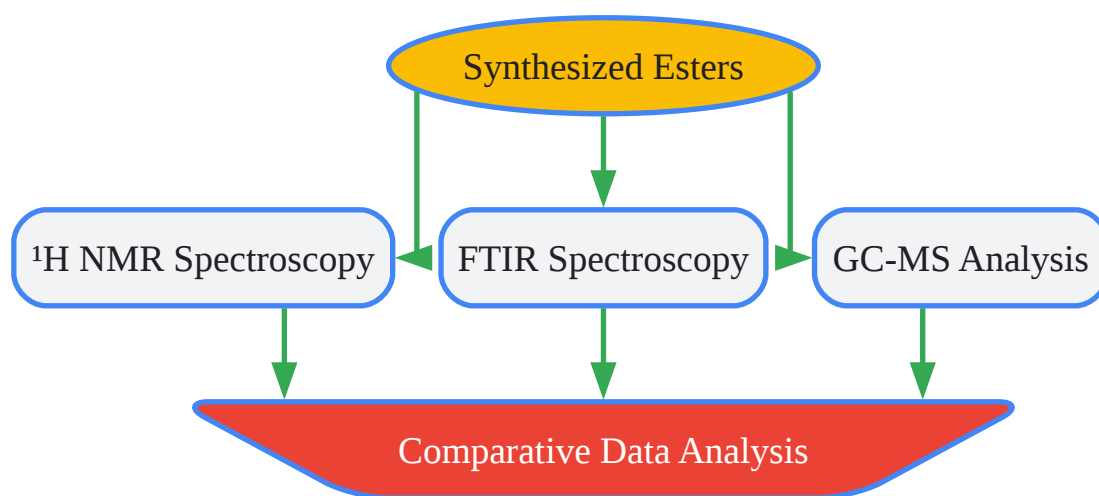 Synthesized Esters
¹H NMR Spectroscopy
FTIR Spectroscopy
GC-MS Analysis
Comparative Data Analysis